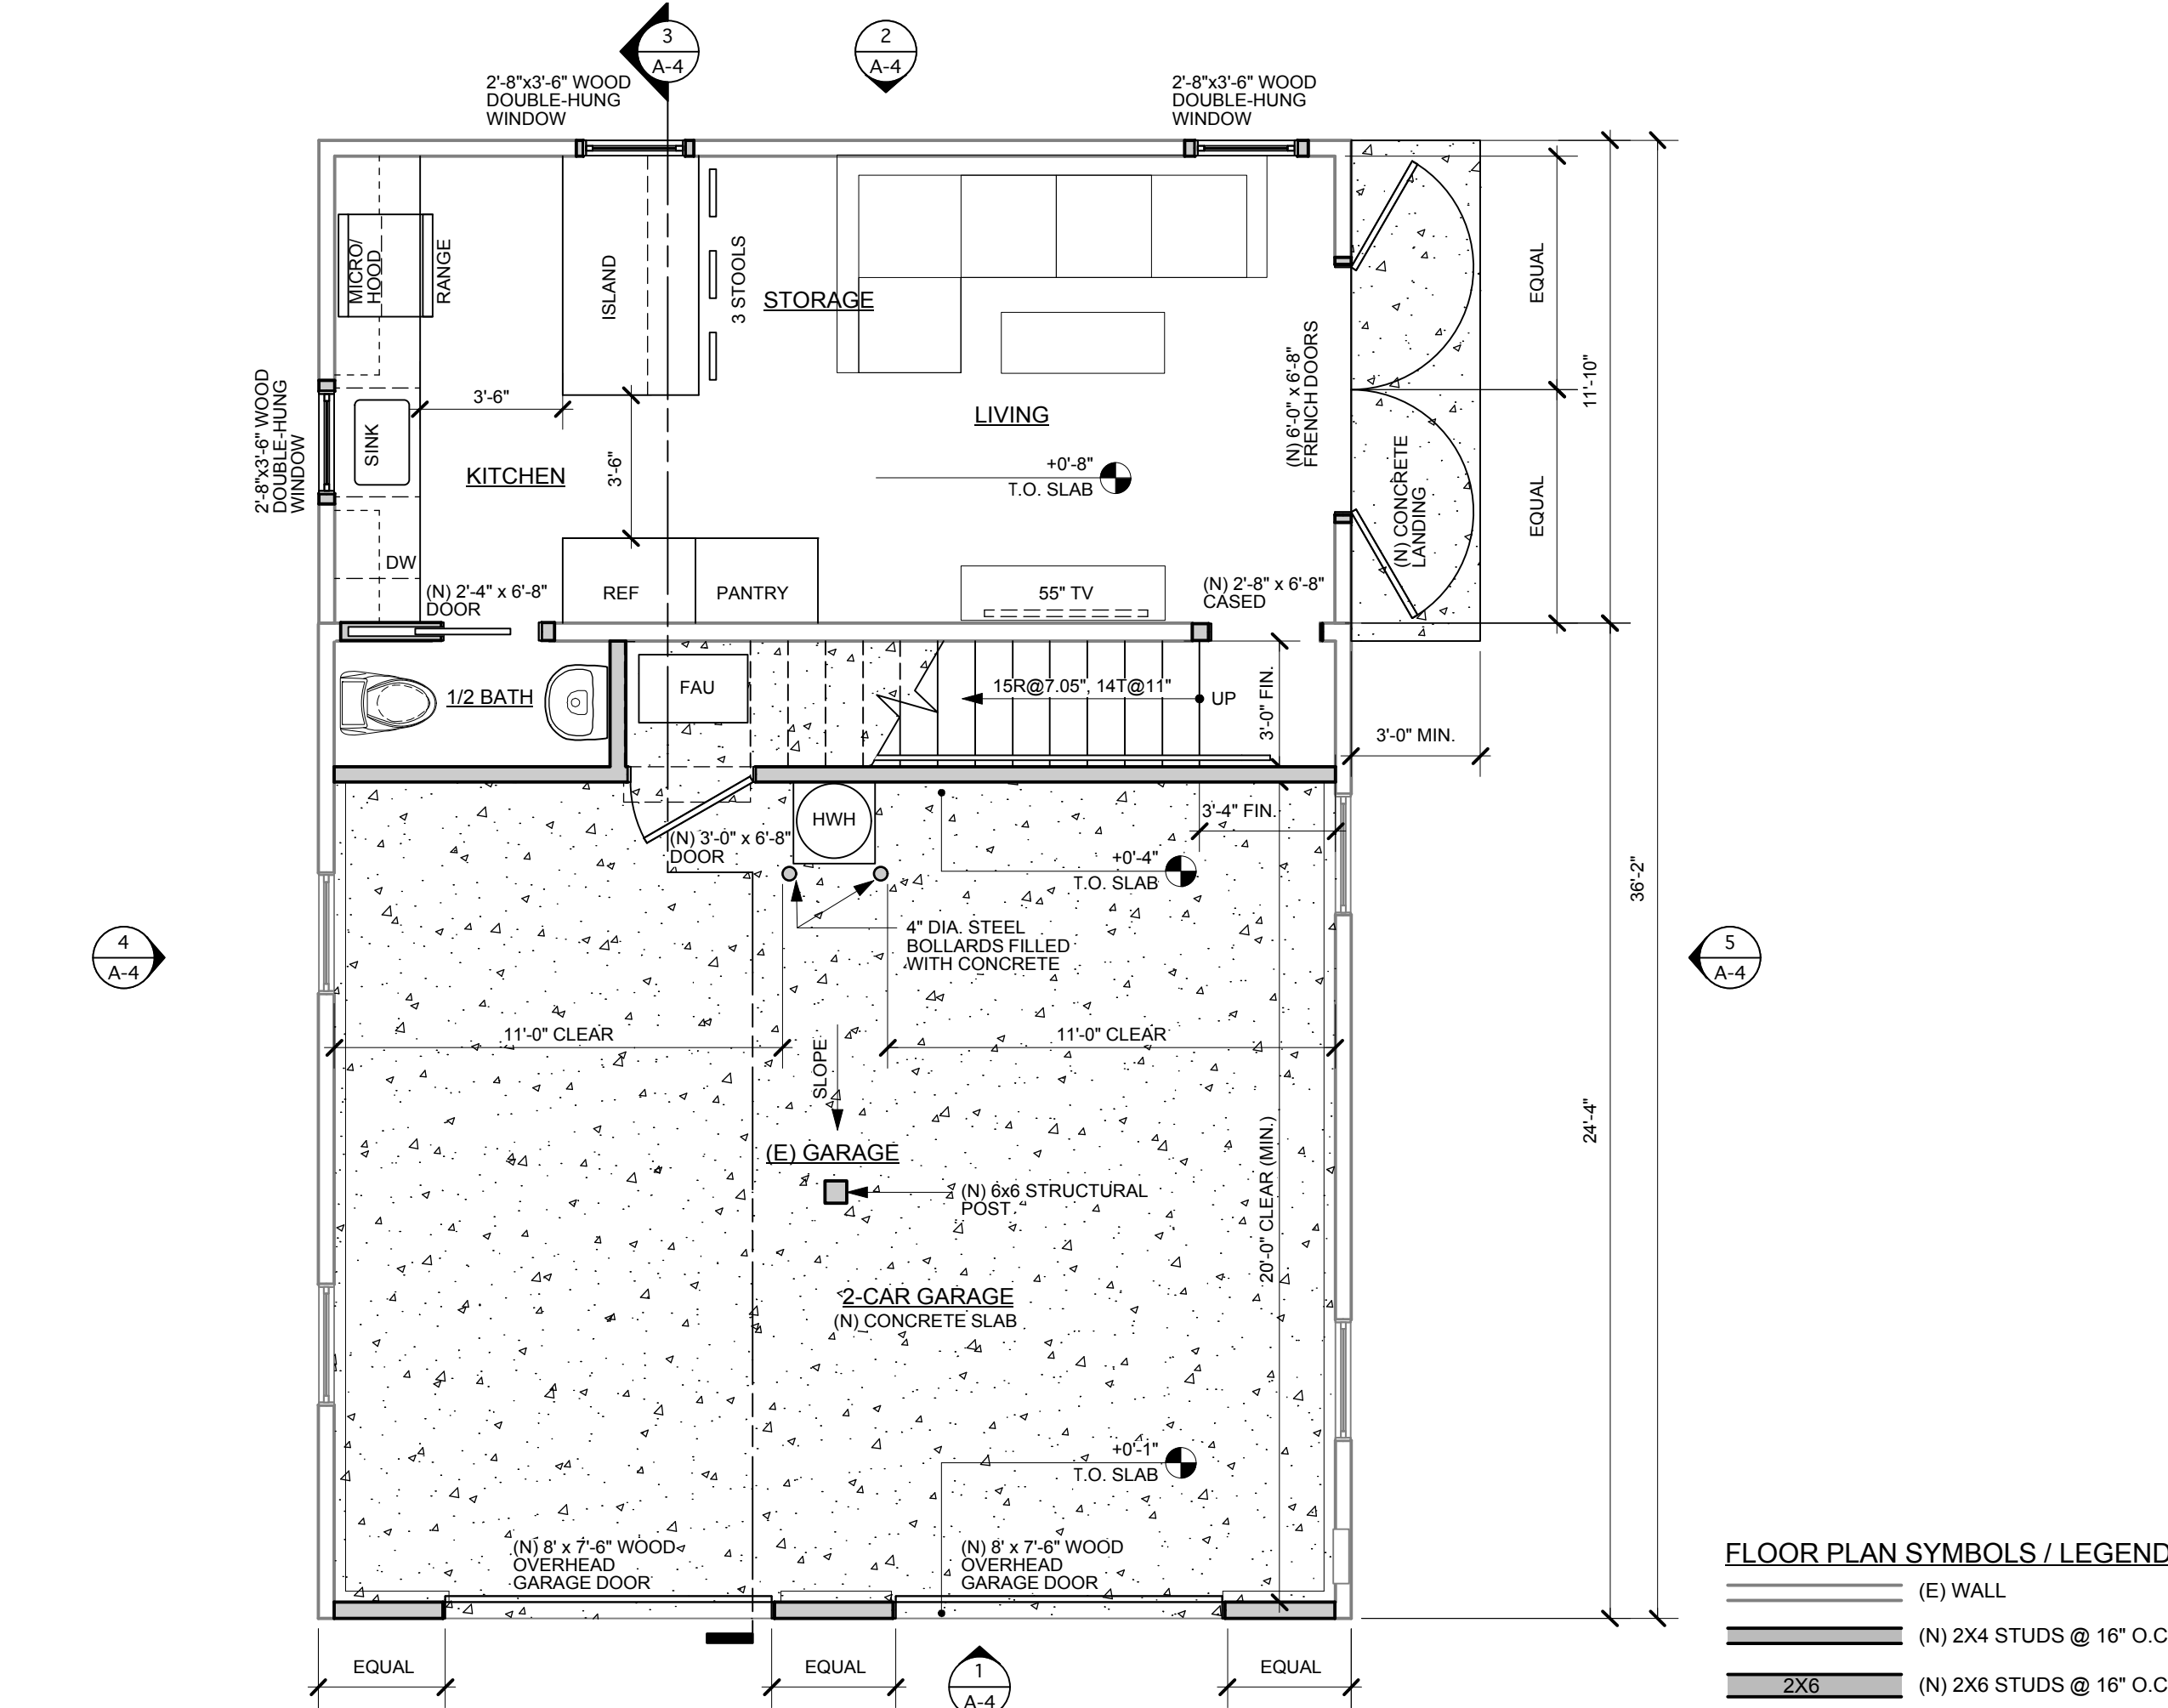 3
A-4
2
A-4
2'-8"x3'-6" WOOD
DOUBLE-HUNG
WINDOW
2'-8"x3'-6" WOOD
DOUBLE-HUNG
WINDOW
MICRO/
HOOD
RANGE
ISLAND
3 STOOLS
STORAGE
EQUAL
(N) 6'-0" x 6'-8"
FRENCH DOORS
11'-10"
2'-8"x3'-6" WOOD
DOUBLE-HUNG
WINDOW
SINK
3'-6"
LIVING
KITCHEN
3'-6"
+0'-8"
T.O. SLAB
(N) CONCRETE
LANDING
EQUAL
DW
(N) 2'-4" x 6'-8"
DOOR
REF
PANTRY
55" TV
(N) 2'-8" x 6'-8"
CASED
1/2 BATH
FAU
15R@7.05", 14T@11"
UP
3'-0" FIN.
3'-0" MIN.
HWH
3'-4" FIN.
(N) 3'-0" x 6'-8"
DOOR
+0'-4"
T.O. SLAB
36'-2"
4" DIA. STEEL
BOLLARDS FILLED
WITH CONCRETE
4
A-4
5
A-4
11'-0" CLEAR
11'-0" CLEAR
SLOPE
24'-4"
(E) GARAGE
(N) 6x6 STRUCTURAL
POST
20'-0" CLEAR (MIN.)
2-CAR GARAGE
(N) CONCRETE SLAB
+0'-1"
T.O. SLAB
(N) 8' x 7'-6" WOOD
OVERHEAD
GARAGE DOOR
(N) 8' x 7'-6" WOOD
OVERHEAD
GARAGE DOOR
EQUAL
EQUAL
EQUAL
1
A-4
FLOOR PLAN SYMBOLS / LEGEND
(E) WALL
(N) 2X4 STUDS @ 16" O.C
2X6
(N) 2X6 STUDS @ 16" O.C